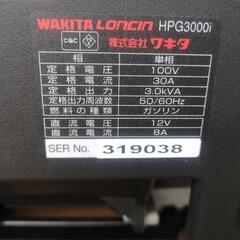 WAKITA LONCIN HPG3000i
株式会社 ワキタ
相 単相
定格電圧 100V
定格電流 30A
定格出力 3.0kVA
定格出力周波数 50/60Hz
燃料の種類 ガソリン
直流電圧 12V
直流電流 8A
SER No. 319038